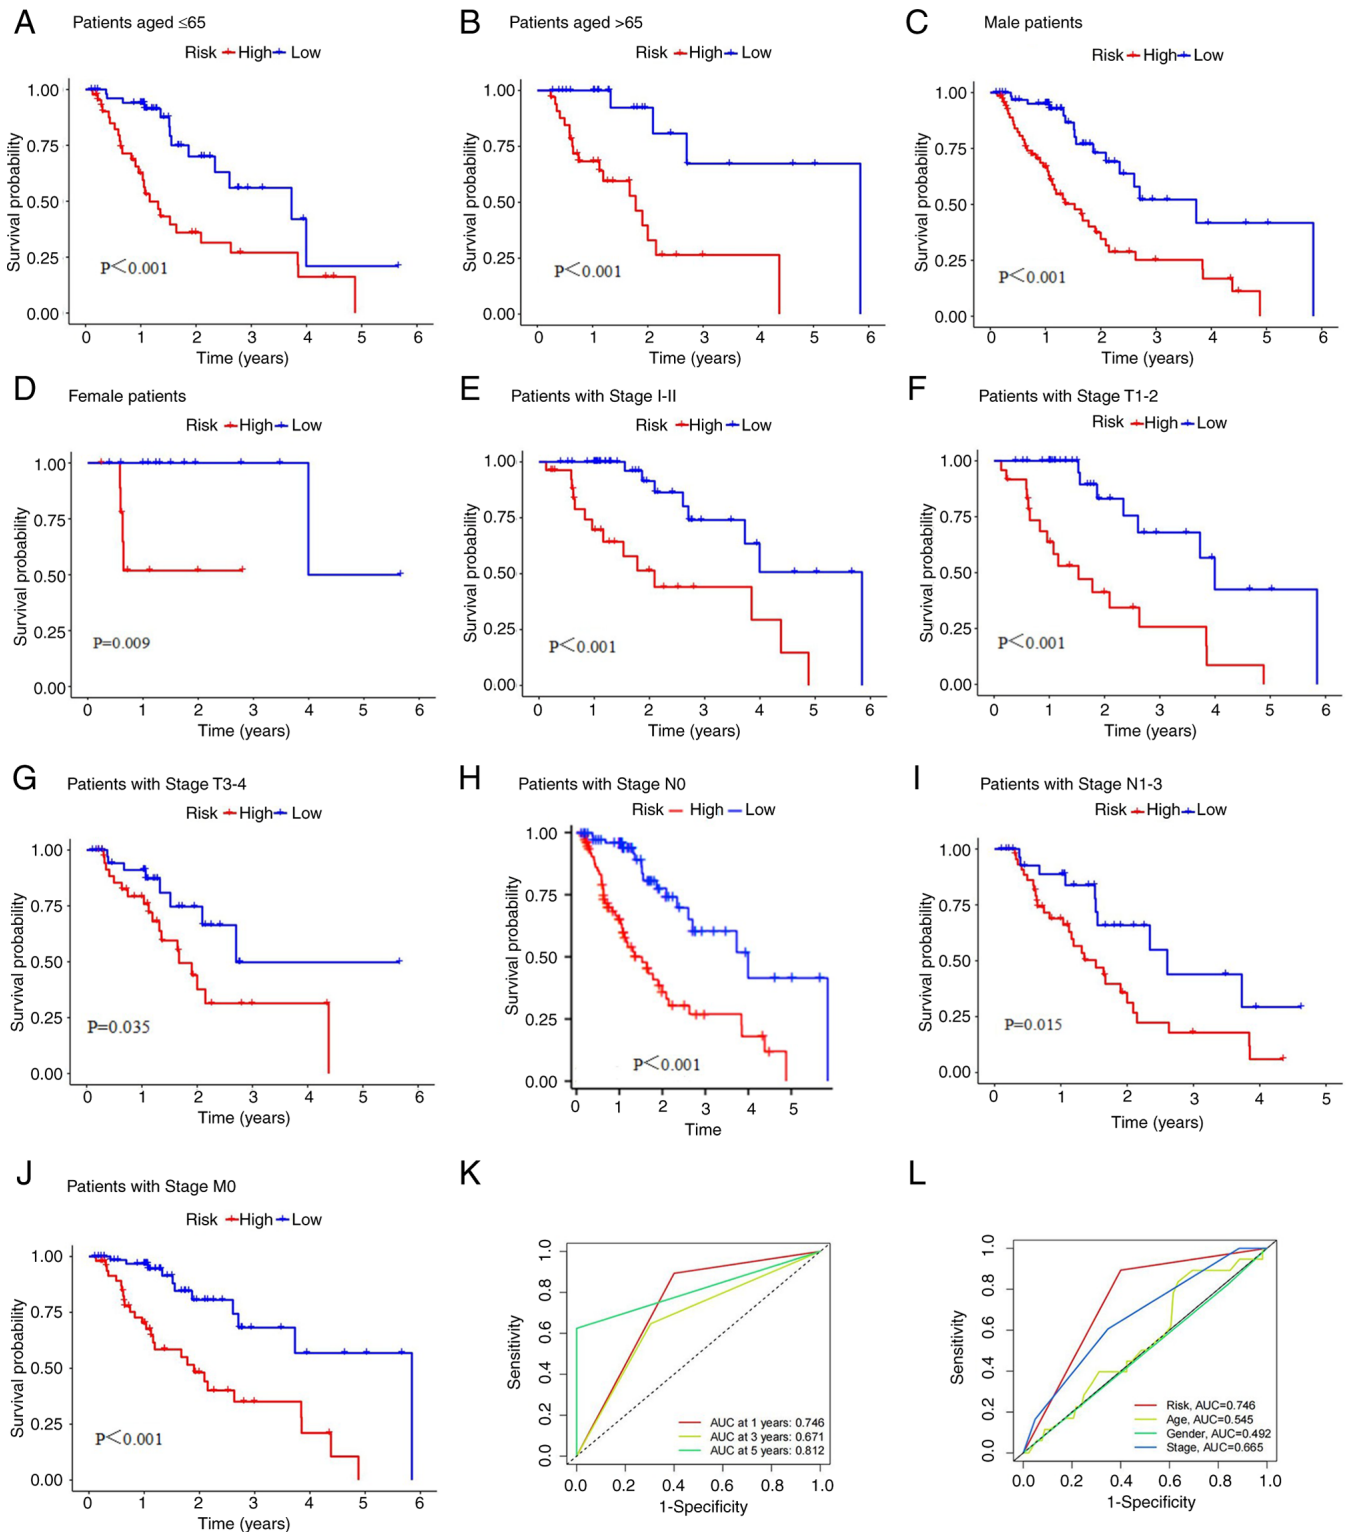 A Patients aged ≤65
Risk High Low
Survival probability
1.00
0.75
0.50
0.25
0.00
P<0.001
0 1 2 3 4 5 6
Time (years)
B Patients aged >65
Risk High Low
Survival probability
1.00
0.75
0.50
0.25
0.00
P<0.001
0 1 2 3 4 5 6
Time (years)
C Male patients
Risk High Low
Survival probability
1.00
0.75
0.50
0.25
0.00
P<0.001
0 1 2 3 4 5 6
Time (years)
D Female patients
Risk High Low
Survival probability
1.00
0.75
0.50
0.25
0.00
P=0.009
0 1 2 3 4 5 6
Time (years)
E Patients with Stage I-II
Risk High Low
Survival probability
1.00
0.75
0.50
0.25
0.00
P<0.001
0 1 2 3 4 5 6
Time (years)
F Patients with Stage T1-2
Risk High Low
Survival probability
1.00
0.75
0.50
0.25
0.00
P<0.001
0 1 2 3 4 5 6
Time (years)
G Patients with Stage T3-4
Risk High Low
Survival probability
1.00
0.75
0.50
0.25
0.00
P=0.035
0 1 2 3 4 5 6
Time (years)
H Patients with Stage N0
Risk High Low
Survival probability
1.00
0.75
0.50
0.25
0.00
P<0.001
0 1 2 3 4 5
Time
I Patients with Stage N1-3
Risk High Low
Survival probability
1.00
0.75
0.50
0.25
0.00
P=0.015
0 1 2 3 4 5
Time (years)
J Patients with Stage M0
Risk High Low
Survival probability
1.00
0.75
0.50
0.25
0.00
P<0.001
0 1 2 3 4 5 6
Time (years)
K
Sensitivity
1.0
0.8
0.6
0.4
0.2
0.0
AUC at 1 years: 0.746
AUC at 3 years: 0.671
AUC at 5 years: 0.812
0.0 0.2 0.4 0.6 0.8 1.0
1-Specificity
L
Sensitivity
1.0
0.8
0.6
0.4
0.2
0.0
Risk, AUC=0.746
Age, AUC=0.545
Gender, AUC=0.492
Stage, AUC=0.665
0.0 0.2 0.4 0.6 0.8 1.0
1-Specificity